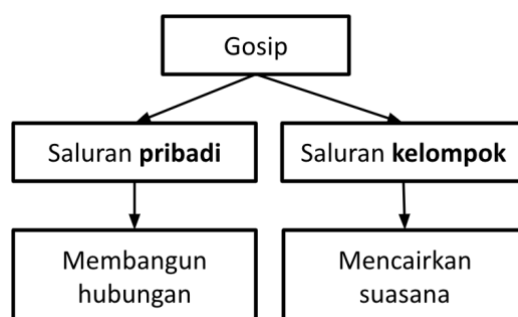 Gosip
Saluran pribadi
Saluran kelompok
Membangun
hubungan
Mencairkan
suasana